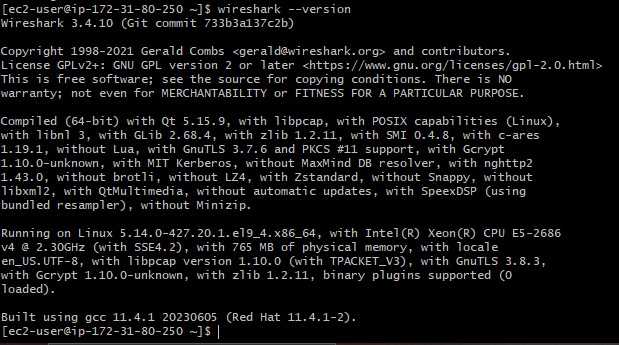 [ec2-user@ip-172-31-80-250 ~]$ wireshark --version
Wireshark 3.4.10 (Git commit 733b3a137c2b)

Copyright 1998-2021 Gerald Combs <gerald@wireshark.org> and contributors.
License GPLv2+: GNU GPL version 2 or later <https://www.gnu.org/licenses/gpl-2.0.html>
This is free software; see the source for copying conditions. There is NO
warranty; not even for MERCHANTABILITY or FITNESS FOR A PARTICULAR PURPOSE.

Compiled (64-bit) with Qt 5.15.9, with libpcap, with POSIX capabilities (Linux),
with libnl 3, with GLib 2.68.4, with zlib 1.2.11, with SMI 0.4.8, with c-ares
1.19.1, without Lua, with GnuTLS 3.7.6 and PKCS #11 support, with Gcrypt
1.10.0-unknown, with MIT Kerberos, without MaxMind DB resolver, with nghttp2
1.43.0, without brotli, without LZ4, with Zstandard, without Snappy, without
libxml2, with QtMultimedia, without automatic updates, with SpeexDSP (using
bundled resampler), without Minizip.

Running on Linux 5.14.0-427.20.1.el9_4.x86_64, with Intel(R) Xeon(R) CPU E5-2686
v4 @ 2.30GHz (with SSE4.2), with 765 MB of physical memory, with locale
en_US.UTF-8, with libpcap version 1.10.0 (with TPACKET_V3), with GnuTLS 3.8.3,
with Gcrypt 1.10.0-unknown, with zlib 1.2.11, binary plugins supported (0
loaded).

Built using gcc 11.4.1 20230605 (Red Hat 11.4.1-2).
[ec2-user@ip-172-31-80-250 ~]$